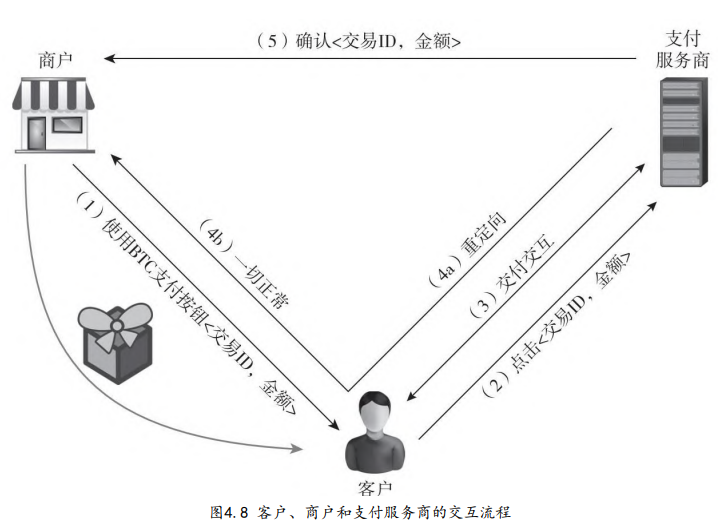 （5）确认<交易ID，金额>
支付
服务商
商户
（1）使用BTC支付按钮<交易ID，金额>
（4b）一切正常
（4a）重定向
（3）交付交互
（2）点击<交易ID，金额>
客户
图4.8 客户、商户和支付服务商的交互流程